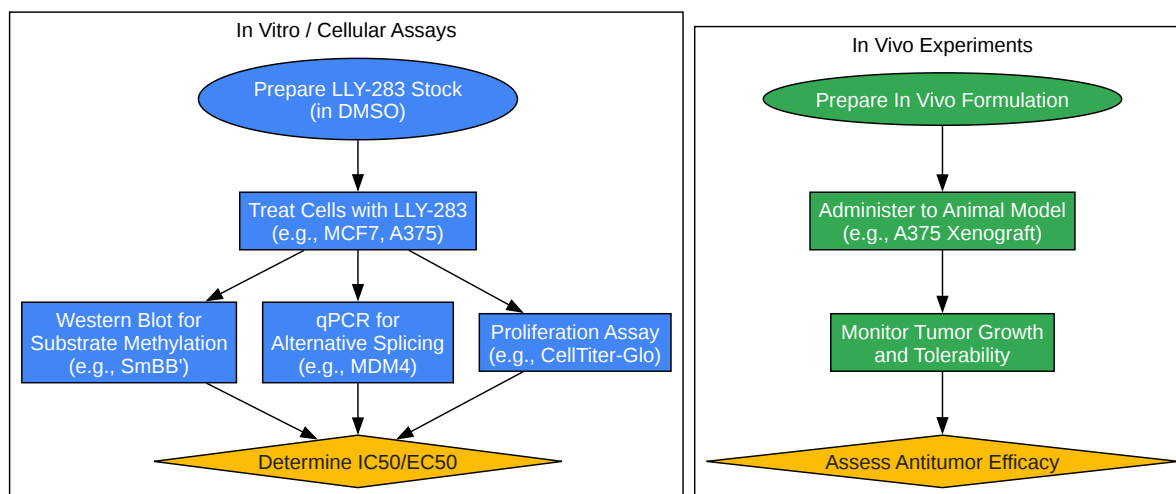 In Vitro / Cellular Assays
Prepare LLY-283 Stock
(in DMSO)
Treat Cells with LLY-283
(e.g., MCF7, A375)
Western Blot for
Substrate Methylation
(e.g., SmBB')
qPCR for
Alternative Splicing
(e.g., MDM4)
Proliferation Assay
(e.g., CellTiter-Glo)
Determine IC50/EC50
In Vivo Experiments
Prepare In Vivo Formulation
Administer to Animal Model
(e.g., A375 Xenograft)
Monitor Tumor Growth
and Tolerability
Assess Antitumor Efficacy